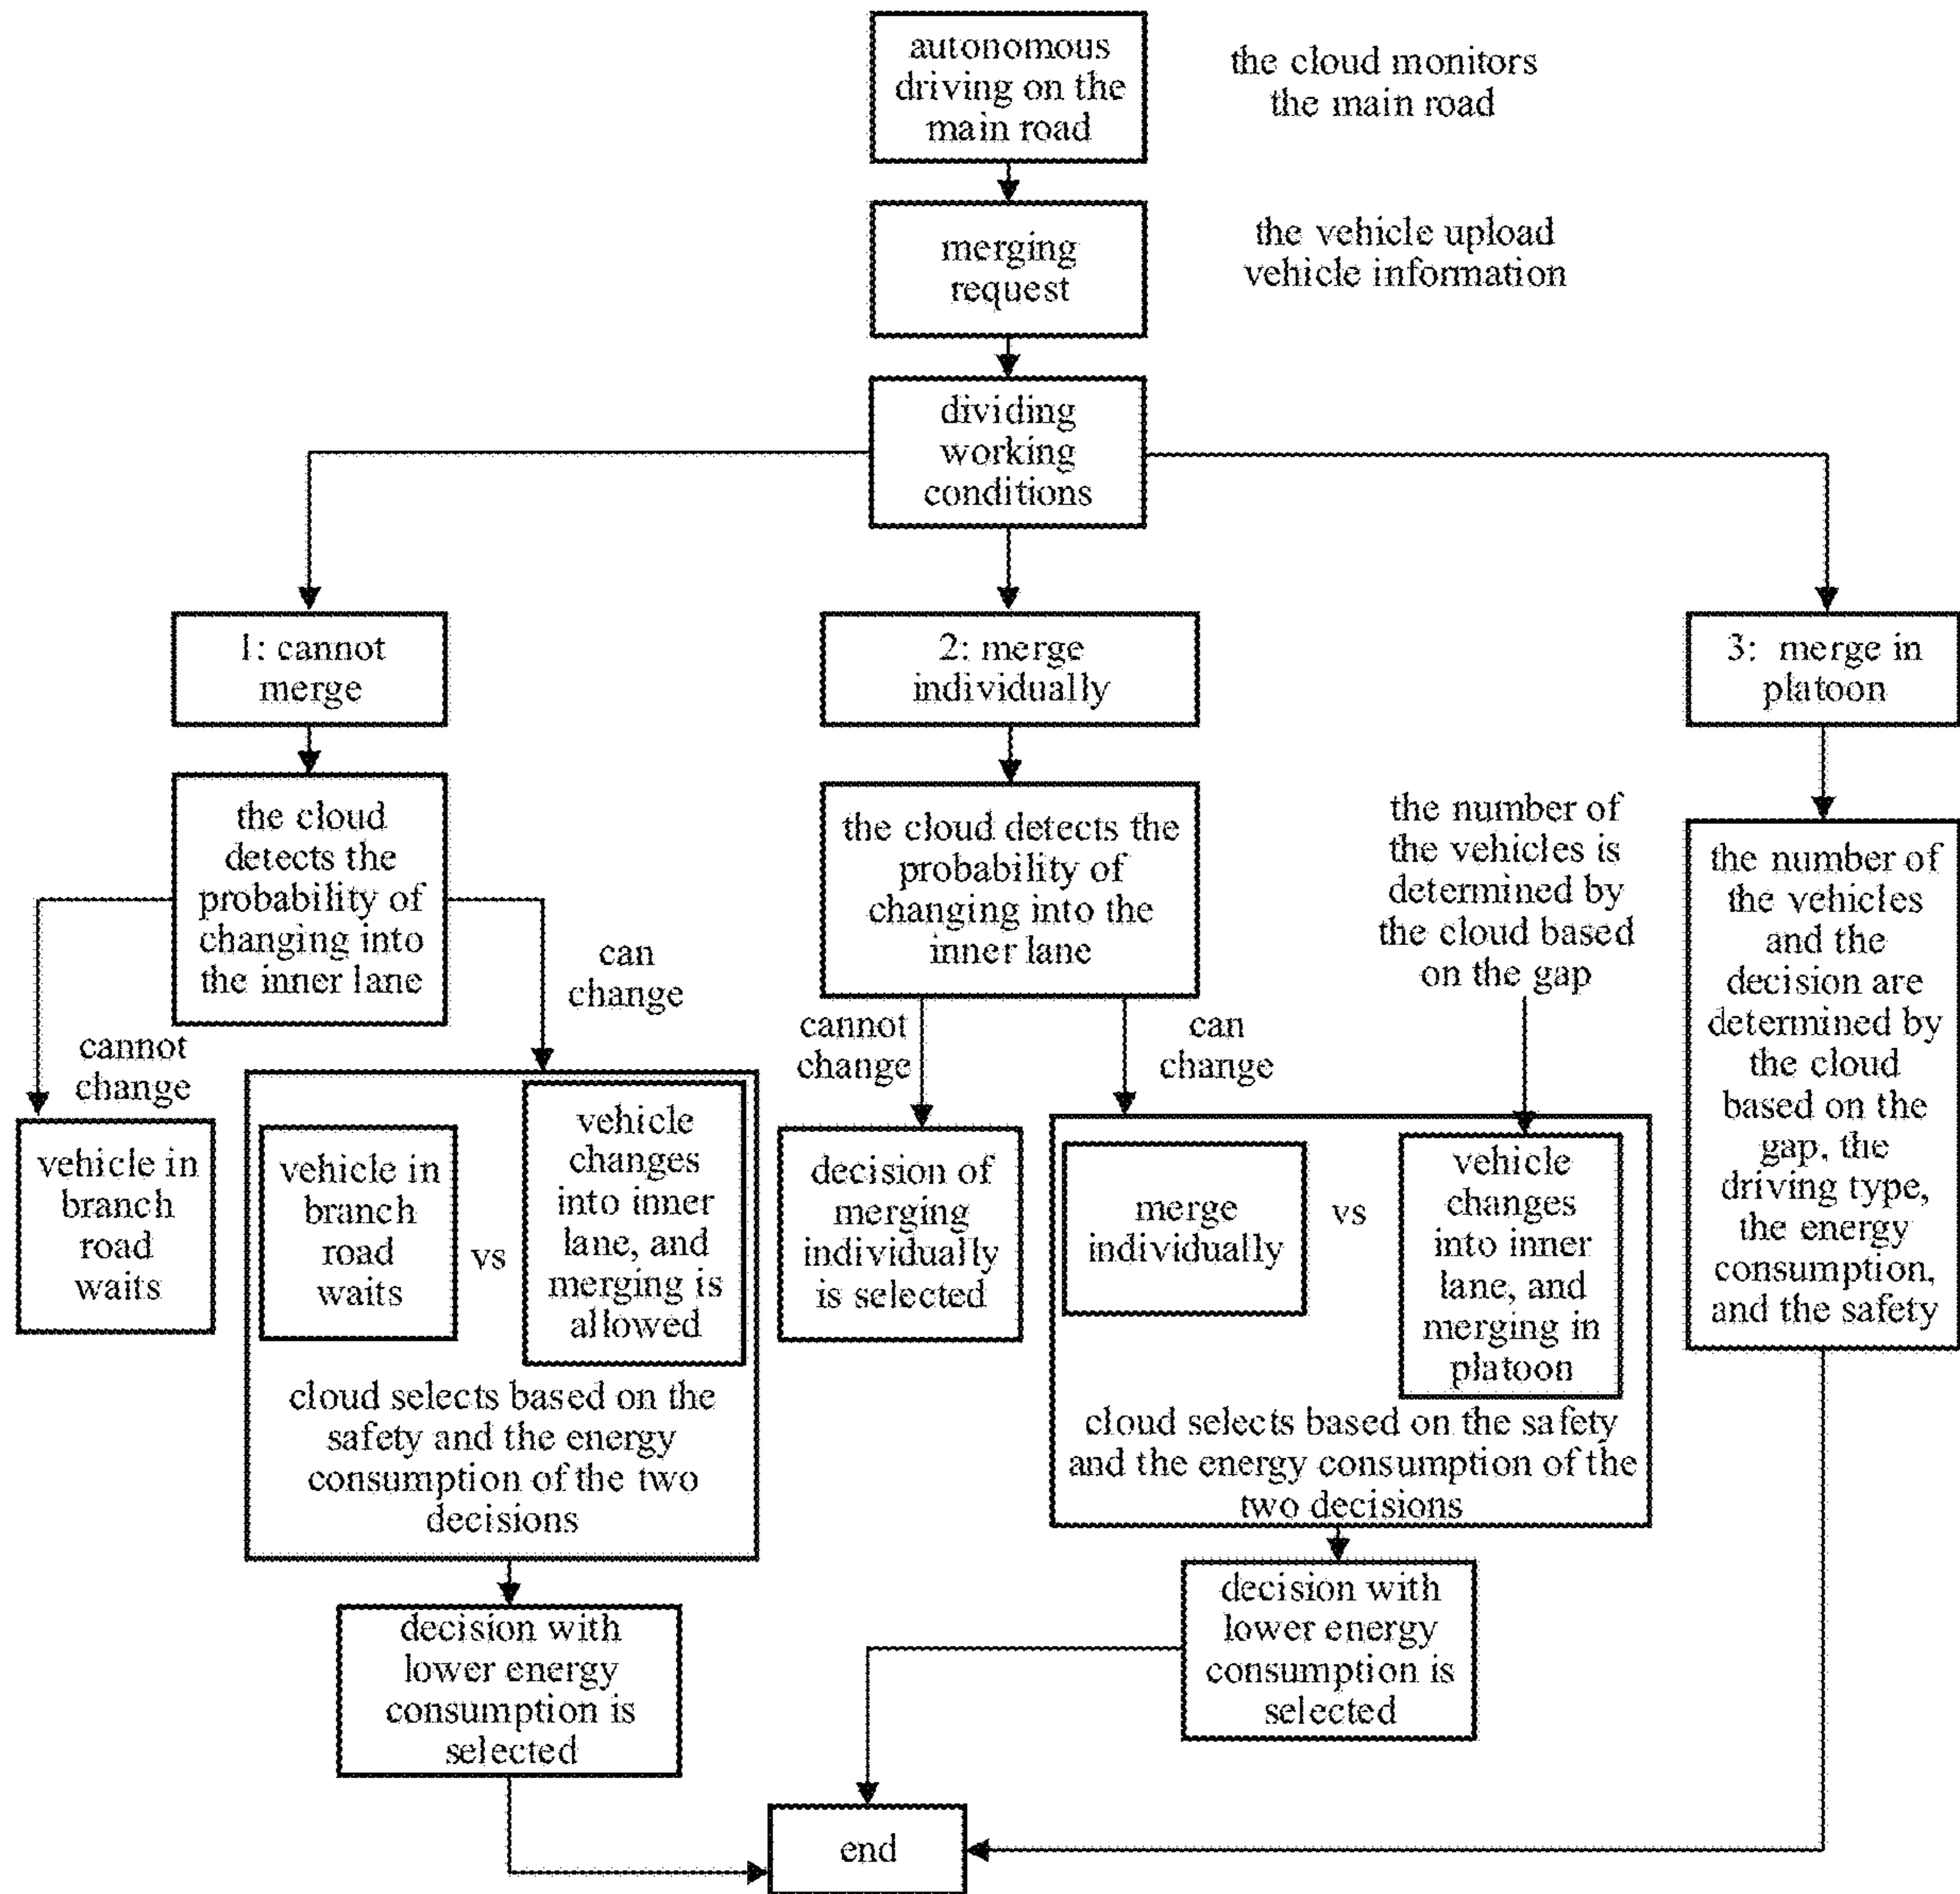 autonomous
driving on the
main road
the cloud monitors
the main road
merging
request
the vehicle upload
vehicle information
dividing
working
conditions
1: cannot
merge
2: merge
individually
3: merge in
platoon
the cloud
detects the
probability of
changing into
the inner lane
cannot
change
can
change
vehicle in
branch
road
waits
vehicle in
branch
road
waits
vs
vehicle
changes
into inner
lane, and
merging is
allowed
cloud selects based on the
safety and the energy
consumption of the two
decisions
decision with
lower energy
consumption is
selected
the cloud detects the
probability of
changing into the
inner lane
cannot
change
can
change
decision of
merging
individually
is selected
the number of
the vehicles is
determined by
the cloud based
on the gap
merge
individually
vs
vehicle
changes
into inner
lane, and
merging in
platoon
cloud selects based on the safety
and the energy consumption of the
two decisions
decision with
lower energy
consumption is
selected
the number of
the vehicles
and the
decision are
determined by
the cloud
based on the
gap, the
driving type,
the energy
consumption,
and the safety
end